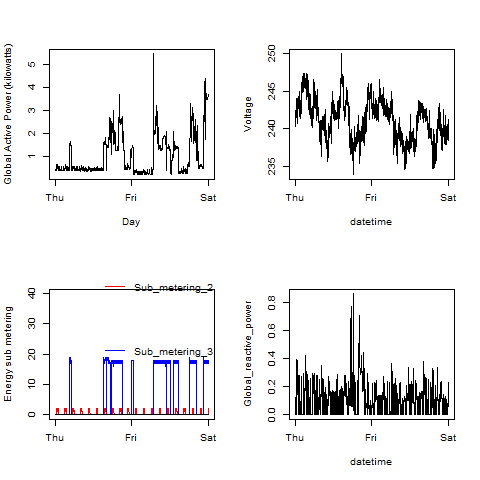 Global Active Power (kilowatts)
1 2 3 4 5
Thu Fri Sat
Day
Voltage
235 240 245 250
Thu Fri Sat
datetime
Energy sub metering
0 10 20 30 40
Sub_metering_2
Sub_metering_3
Thu Fri Sat
Global_reactive_power
0.0 0.2 0.4 0.6 0.8
Thu Fri Sat
datetime